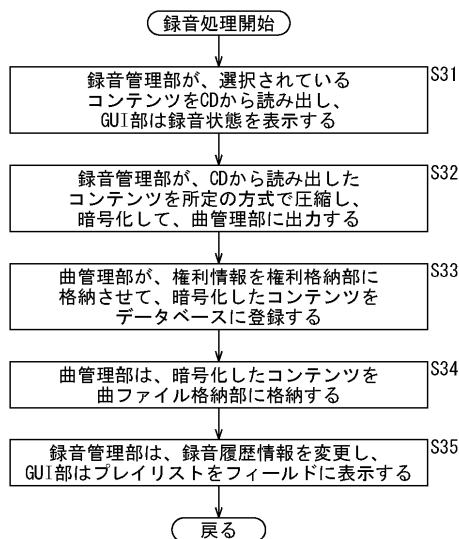 録音処理開始
録音管理部が、選択されている
コンテンツをCDから読み出し、
GUI部は録音状態を表示する
S31
録音管理部が、CDから読み出した
コンテンツを所定の方式で圧縮し、
暗号化して、曲管理部に出力する
S32
曲管理部が、権利情報を権利格納部に
格納させて、暗号化したコンテンツを
データベースに登録する
S33
曲管理部は、暗号化したコンテンツを
曲ファイル格納部に格納する
S34
録音管理部は、録音履歴情報を変更し、
GUI部はプレイリストをフィールドに表示する
S35
戻る